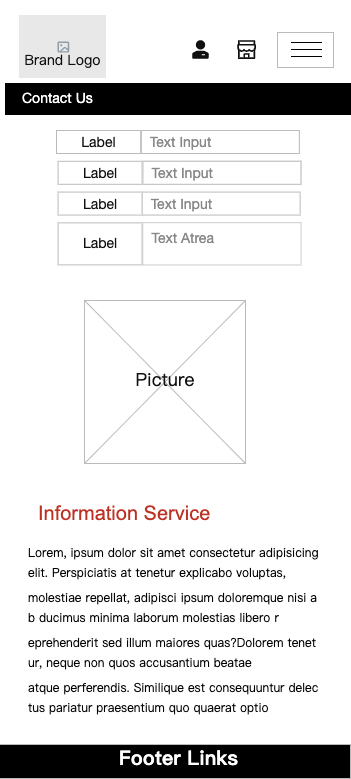 Brand Logo
Contact Us
Label Text Input
Label Text Input
Label Text Input
Label Text Atrea
Picture
Information Service
Lorem, ipsum dolor sit amet consectetur adipisicing
elit. Perspiciatis at tenetur explicabo voluptas,
molestiae repellat, adipisci ipsum doloremque nisi a
b ducimus minima laborum molestias libero r
eprehenderit sed illum maiores quas?Dolorem tenet
ur, neque non quos accusantium beatae
atque perferendis. Similique est consequuntur delec
tus pariatur praesentium quo quaerat optio
Footer Links